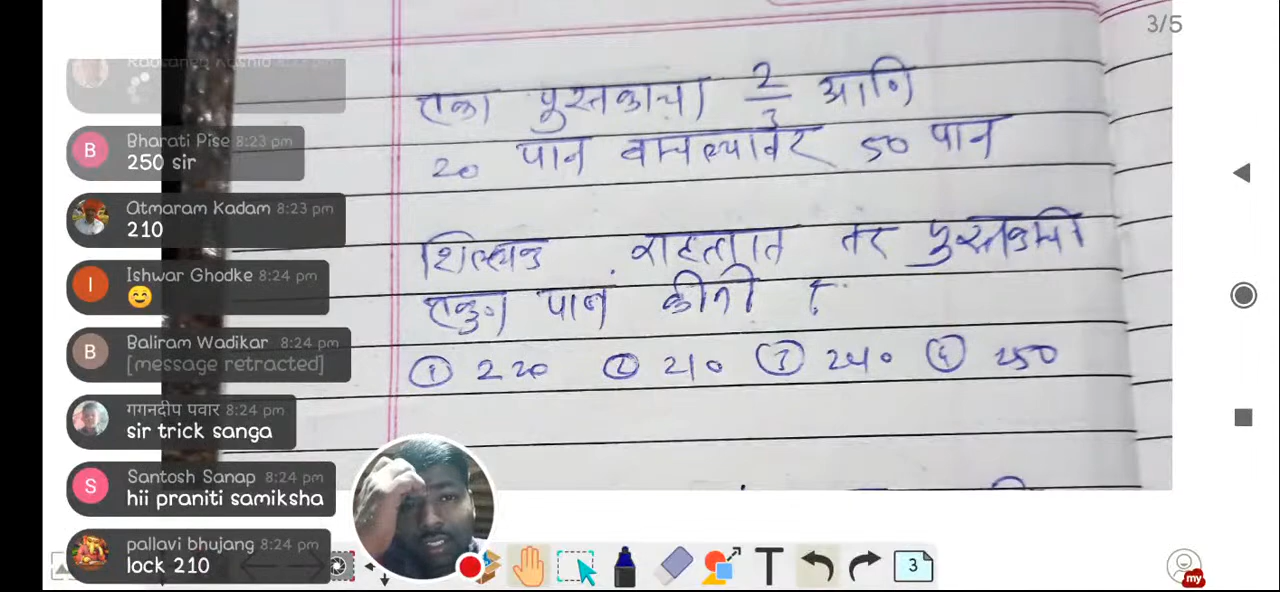 3/5
एका पुस्तकाचा 2/3 आणि
20 पान वाचल्यावर 50 पान
शिल्लक राहतात तर पुस्तकाची
एकुण पानं कीती ?
① 220 ② 210 ③ 240 ④ 250
Bharati Pise 8:23 pm
250 sir
Atmaram Kadam 8:23 pm
210
Ishwar Ghodke 8:24 pm
😊
Baliram Wadikar 8:24 pm
[message retracted]
गगनदीप पवार 8:24 pm
sir trick sanga
Santosh Sanap 8:24 pm
hii praniti samiksha
pallavi bhujang 8:24 pm
lock 210
B
B
I
S
T
3
my